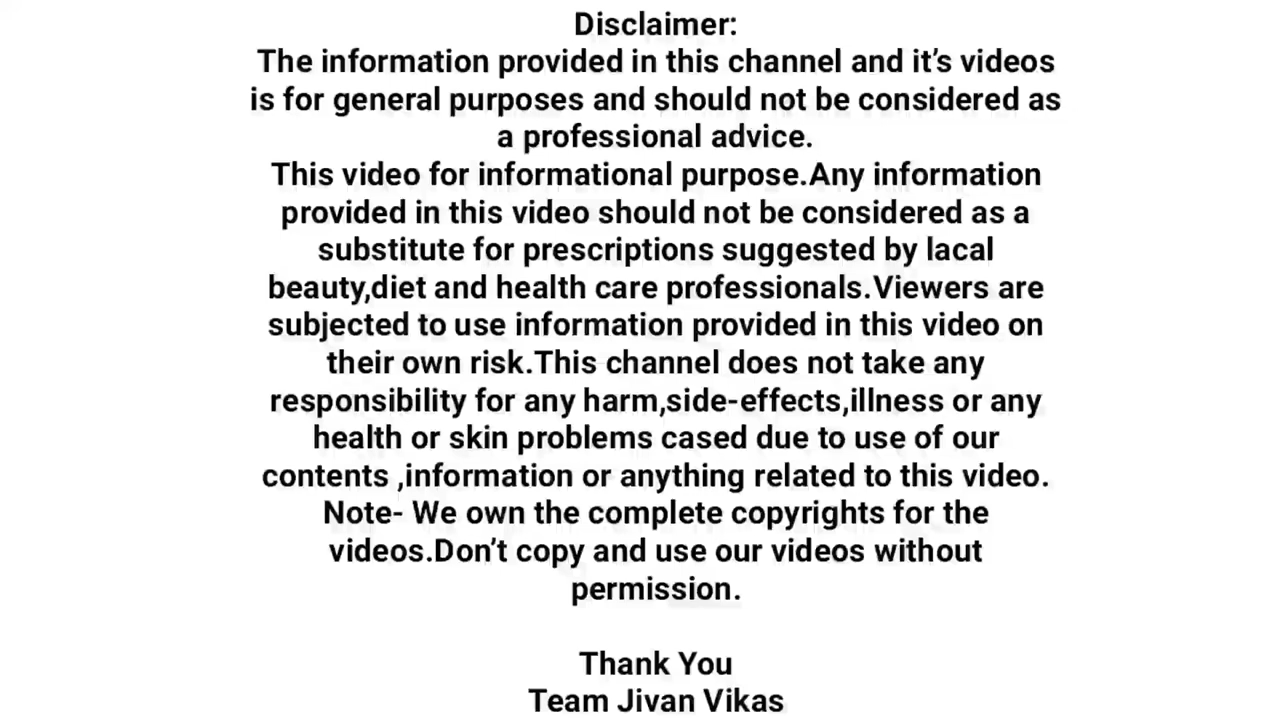 Disclaimer:
The information provided in this channel and it’s videos
is for general purposes and should not be considered as
a professional advice.
This video for informational purpose.Any information
provided in this video should not be considered as a
substitute for prescriptions suggested by lacal
beauty,diet and health care professionals.Viewers are
subjected to use information provided in this video on
their own risk.This channel does not take any
responsibility for any harm,side-effects,illness or any
health or skin problems cased due to use of our
contents ,information or anything related to this video.
Note- We own the complete copyrights for the
videos.Don’t copy and use our videos without
permission.
Thank You
Team Jivan Vikas